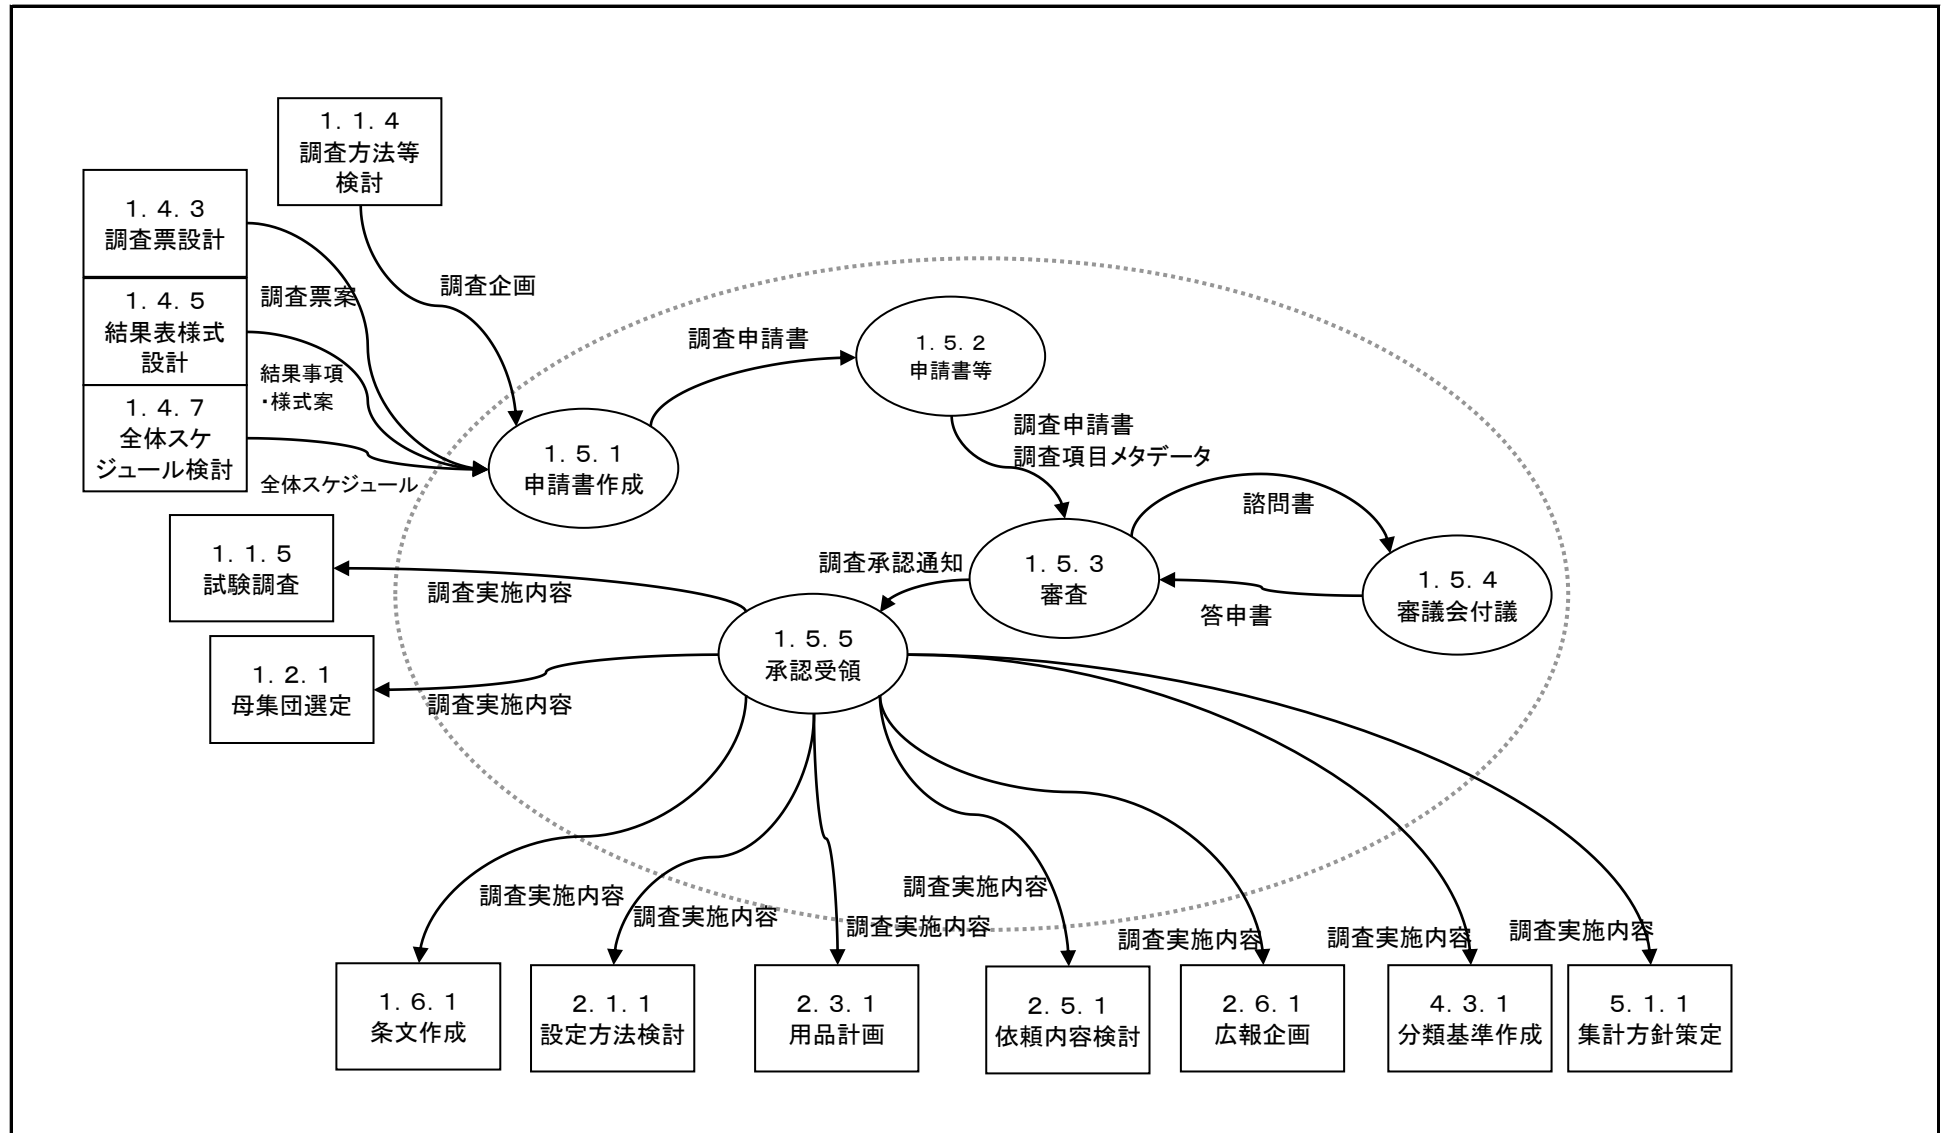 １．１．４
調査方法等
検討
１．４．３
調査票設計
調査票案
調査企画
１．４．５
結果表様式
設計
結果事項
・様式案
１．４．７
全体スケ
ジュール検討
全体スケジュール
１．５．１
申請書作成
調査申請書
１．５．２
申請書等
調査申請書
調査項目メタデータ
諮問書
１．５．３
審査
１．５．４
審議会付議
答申書
調査承認通知
１．５．５
承認受領
１．１．５
試験調査
調査実施内容
１．２．１
母集団選定
調査実施内容
調査実施内容
調査実施内容
調査実施内容
調査実施内容
調査実施内容
調査実施内容
調査実施内容
１．６．１
条文作成
２．１．１
設定方法検討
２．３．１
用品計画
２．５．１
依頼内容検討
２．６．１
広報企画
４．３．１
分類基準作成
５．１．１
集計方針策定